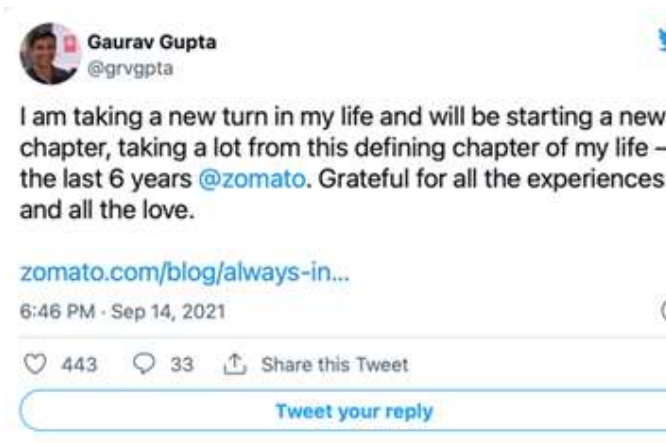 Gaurav Gupta
@grvgpta
I am taking a new turn in my life and will be starting a new
chapter, taking a lot from this defining chapter of my life –
the last 6 years @zomato. Grateful for all the experiences
and all the love.
zomato.com/blog/always-in...
6:46 PM · Sep 14, 2021
443 33 Share this Tweet
Tweet your reply